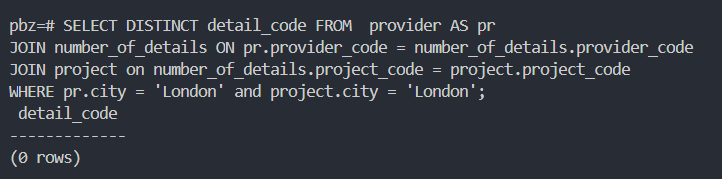 pbz=# SELECT DISTINCT detail_code FROM  provider AS pr
JOIN number_of_details ON pr.provider_code = number_of_details.provider_code
JOIN project on number_of_details.project_code = project.project_code
WHERE pr.city = 'London' and project.city = 'London';
 detail_code
-------------
(0 rows)